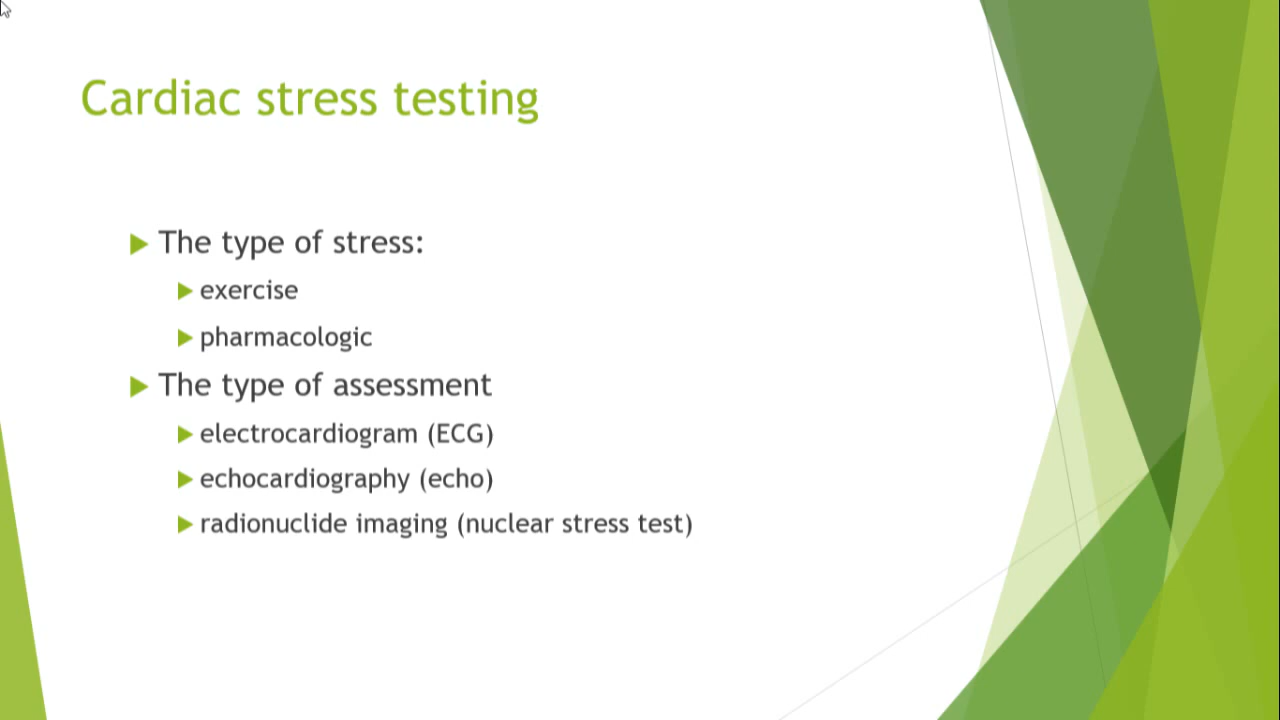 Cardiac stress testing
The type of stress:
exercise
pharmacologic
The type of assessment
electrocardiogram (ECG)
echocardiography (echo)
radionuclide imaging (nuclear stress test)